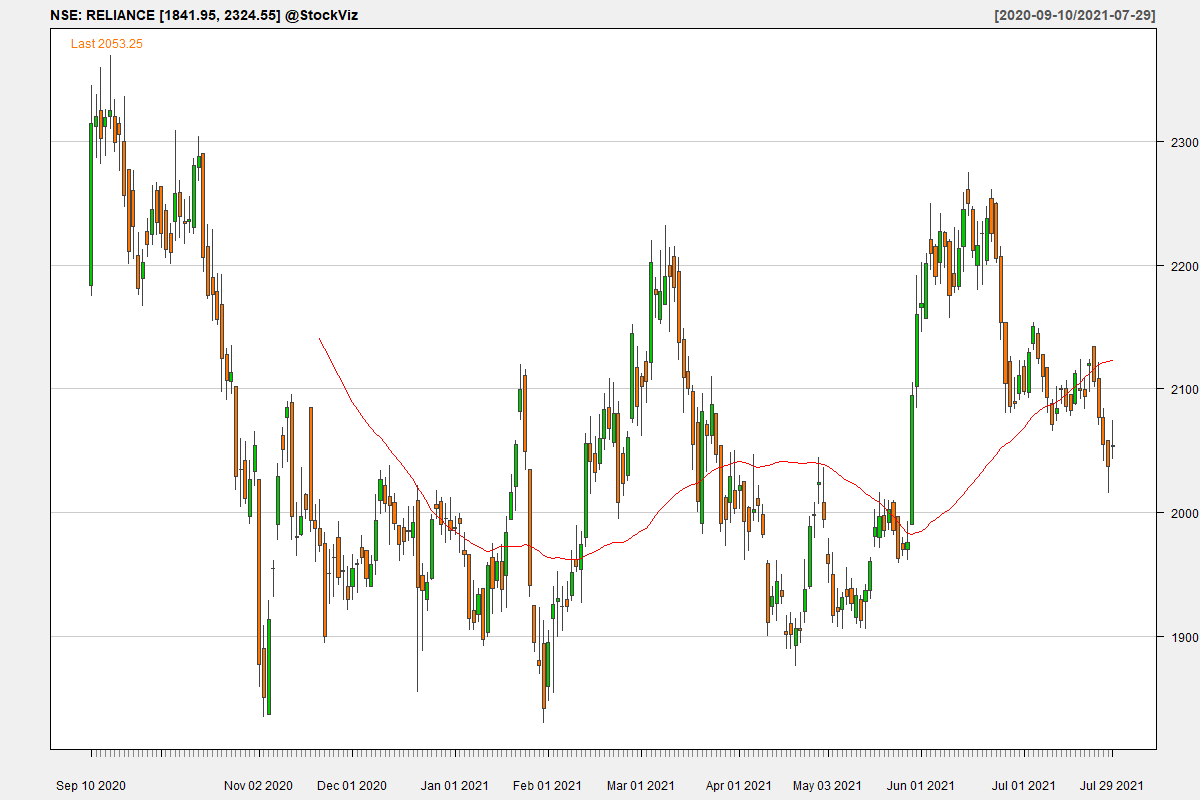 NSE: RELIANCE [1841.95, 2324.55] @StockViz
[2020-09-10/2021-07-29]
Last 2053.25
2300
2200
2100
2000
1900
Sep 10 2020
Nov 02 2020
Dec 01 2020
Jan 01 2021
Feb 01 2021
Mar 01 2021
Apr 01 2021
May 03 2021
Jun 01 2021
Jul 01 2021
Jul 29 2021